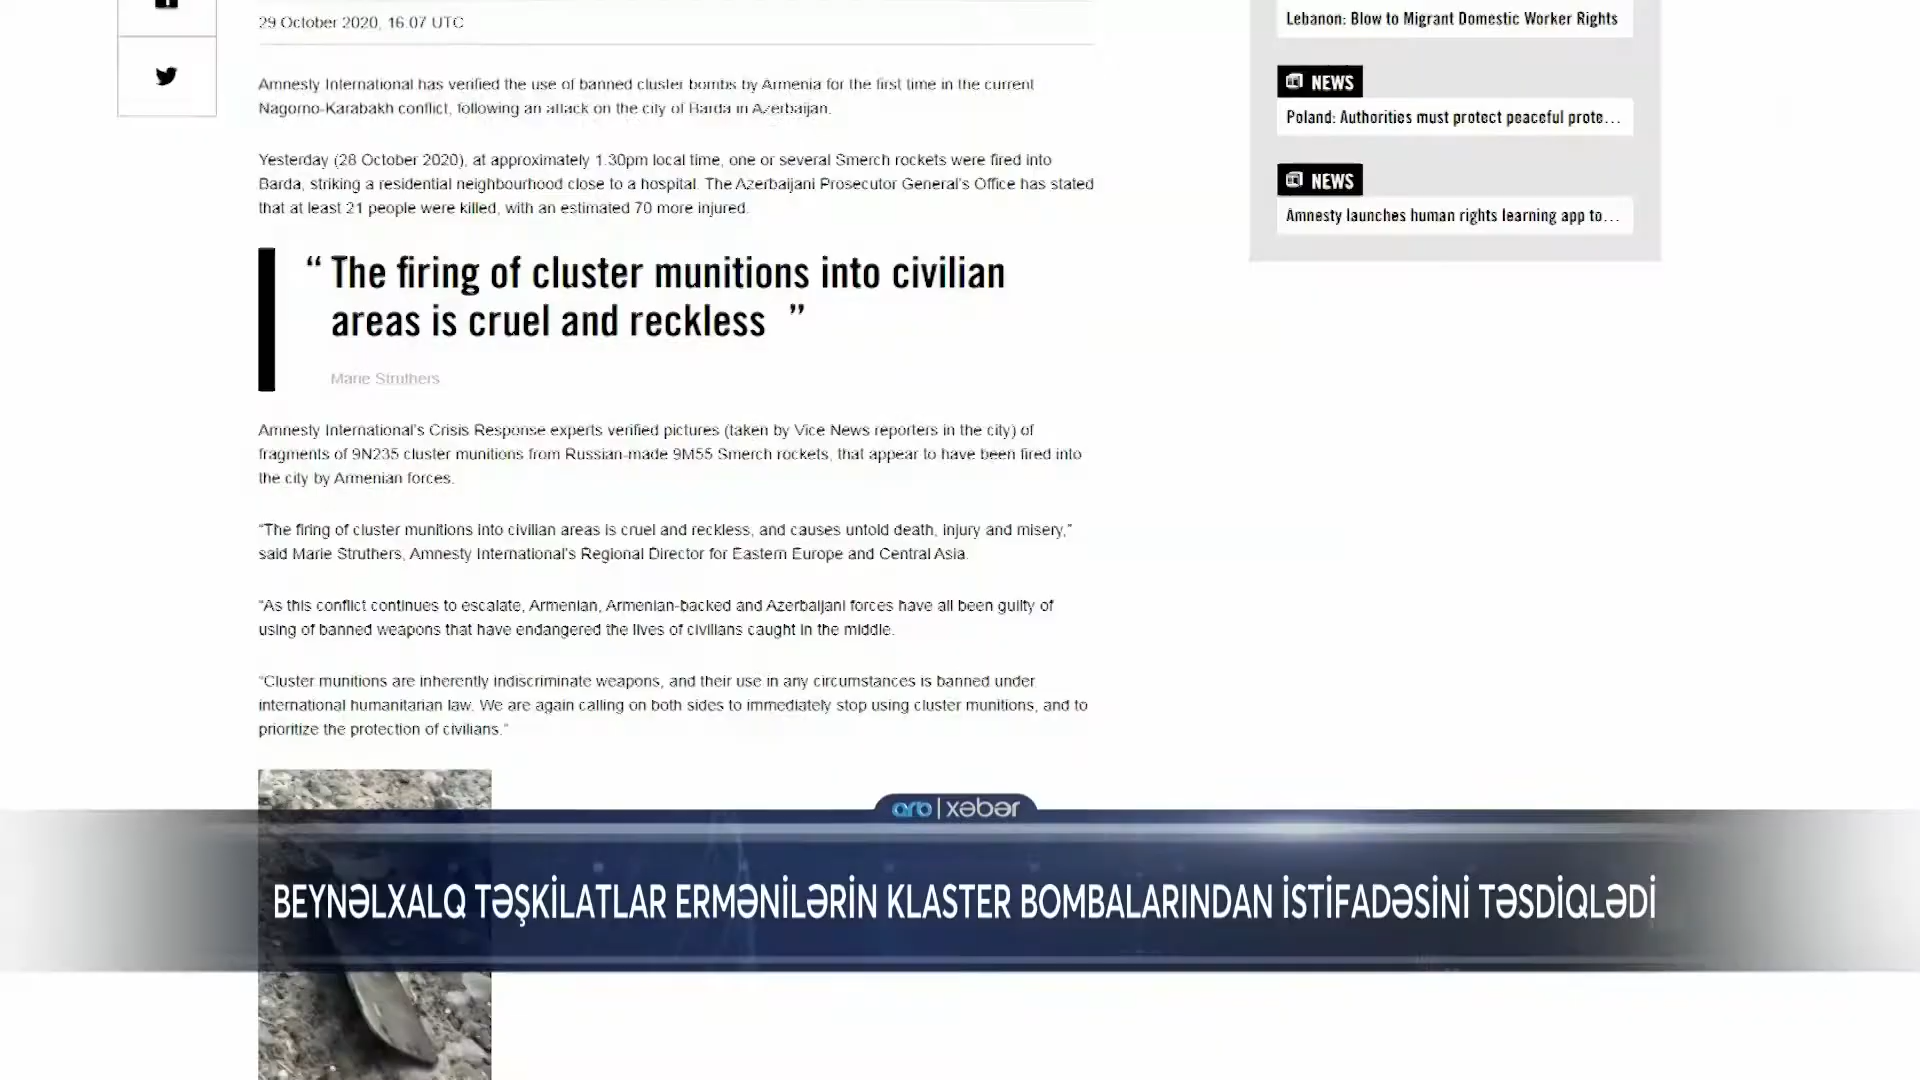 29 October 2020, 16.07 UTC
Amnesty International has verified the use of banned cluster bombs by Armenia for the first time in the current
Nagorno-Karabakh conflict, following an attack on the city of Barda in Azerbaijan.
Yesterday (28 October 2020), at approximately 1.30pm local time, one or several Smerch rockets were fired into
Barda, striking a residential neighbourhood close to a hospital. The Azerbaijani Prosecutor General's Office has stated
that at least 21 people were killed, with an estimated 70 more injured.
“ The firing of cluster munitions into civilian
areas is cruel and reckless ”
Marie Struthers
Amnesty International's Crisis Response experts verified pictures (taken by Vice News reporters in the city) of
fragments of 9N235 cluster munitions from Russian-made 9M55 Smerch rockets, that appear to have been fired into
the city by Armenian forces.
“The firing of cluster munitions into civilian areas is cruel and reckless, and causes untold death, injury and misery,”
said Marie Struthers, Amnesty International's Regional Director for Eastern Europe and Central Asia.
“As this conflict continues to escalate, Armenian, Armenian-backed and Azerbaijani forces have all been guilty of
using of banned weapons that have endangered the lives of civilians caught in the middle.
“Cluster munitions are inherently indiscriminate weapons, and their use in any circumstances is banned under
international humanitarian law. We are again calling on both sides to immediately stop using cluster munitions, and to
prioritize the protection of civilians.”
Lebanon: Blow to Migrant Domestic Worker Rights
NEWS
Poland: Authorities must protect peaceful prote...
NEWS
Amnesty launches human rights learning app to...
arb | xəbər
BEYNƏLXALQ TƏŞKİLATLAR ERMƏNİLƏRİN KLASTER BOMBALARINDAN İSTİFADƏSİNİ TƏSDİQLƏDİ